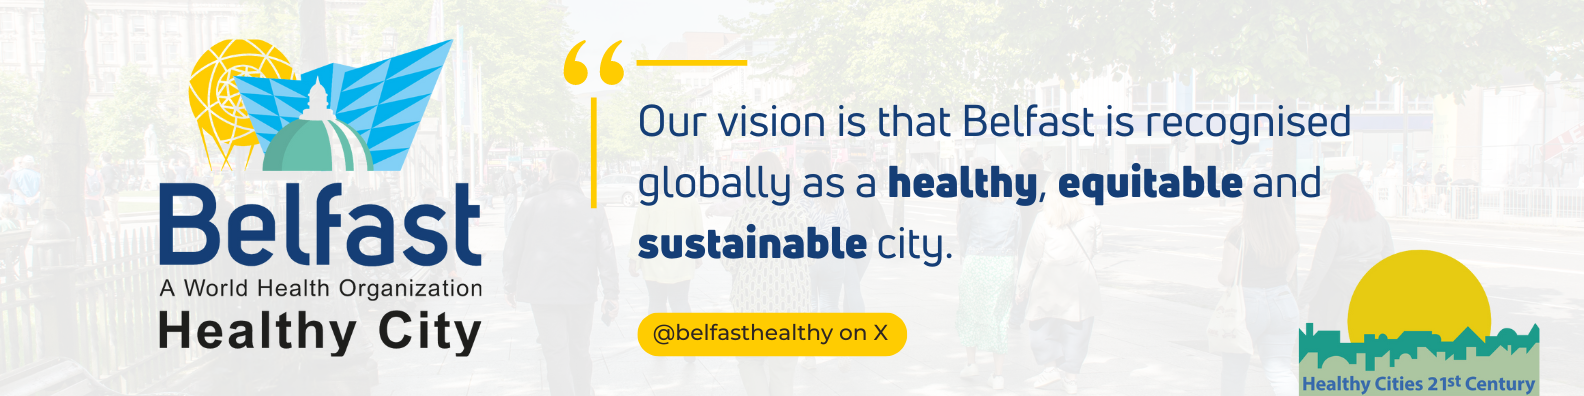 Belfast
A World Health Organization
Healthy City
“
Our vision is that Belfast is recognised
globally as a healthy, equitable and
sustainable city.
@belfasthealthy on X
Healthy Cities 21st Century